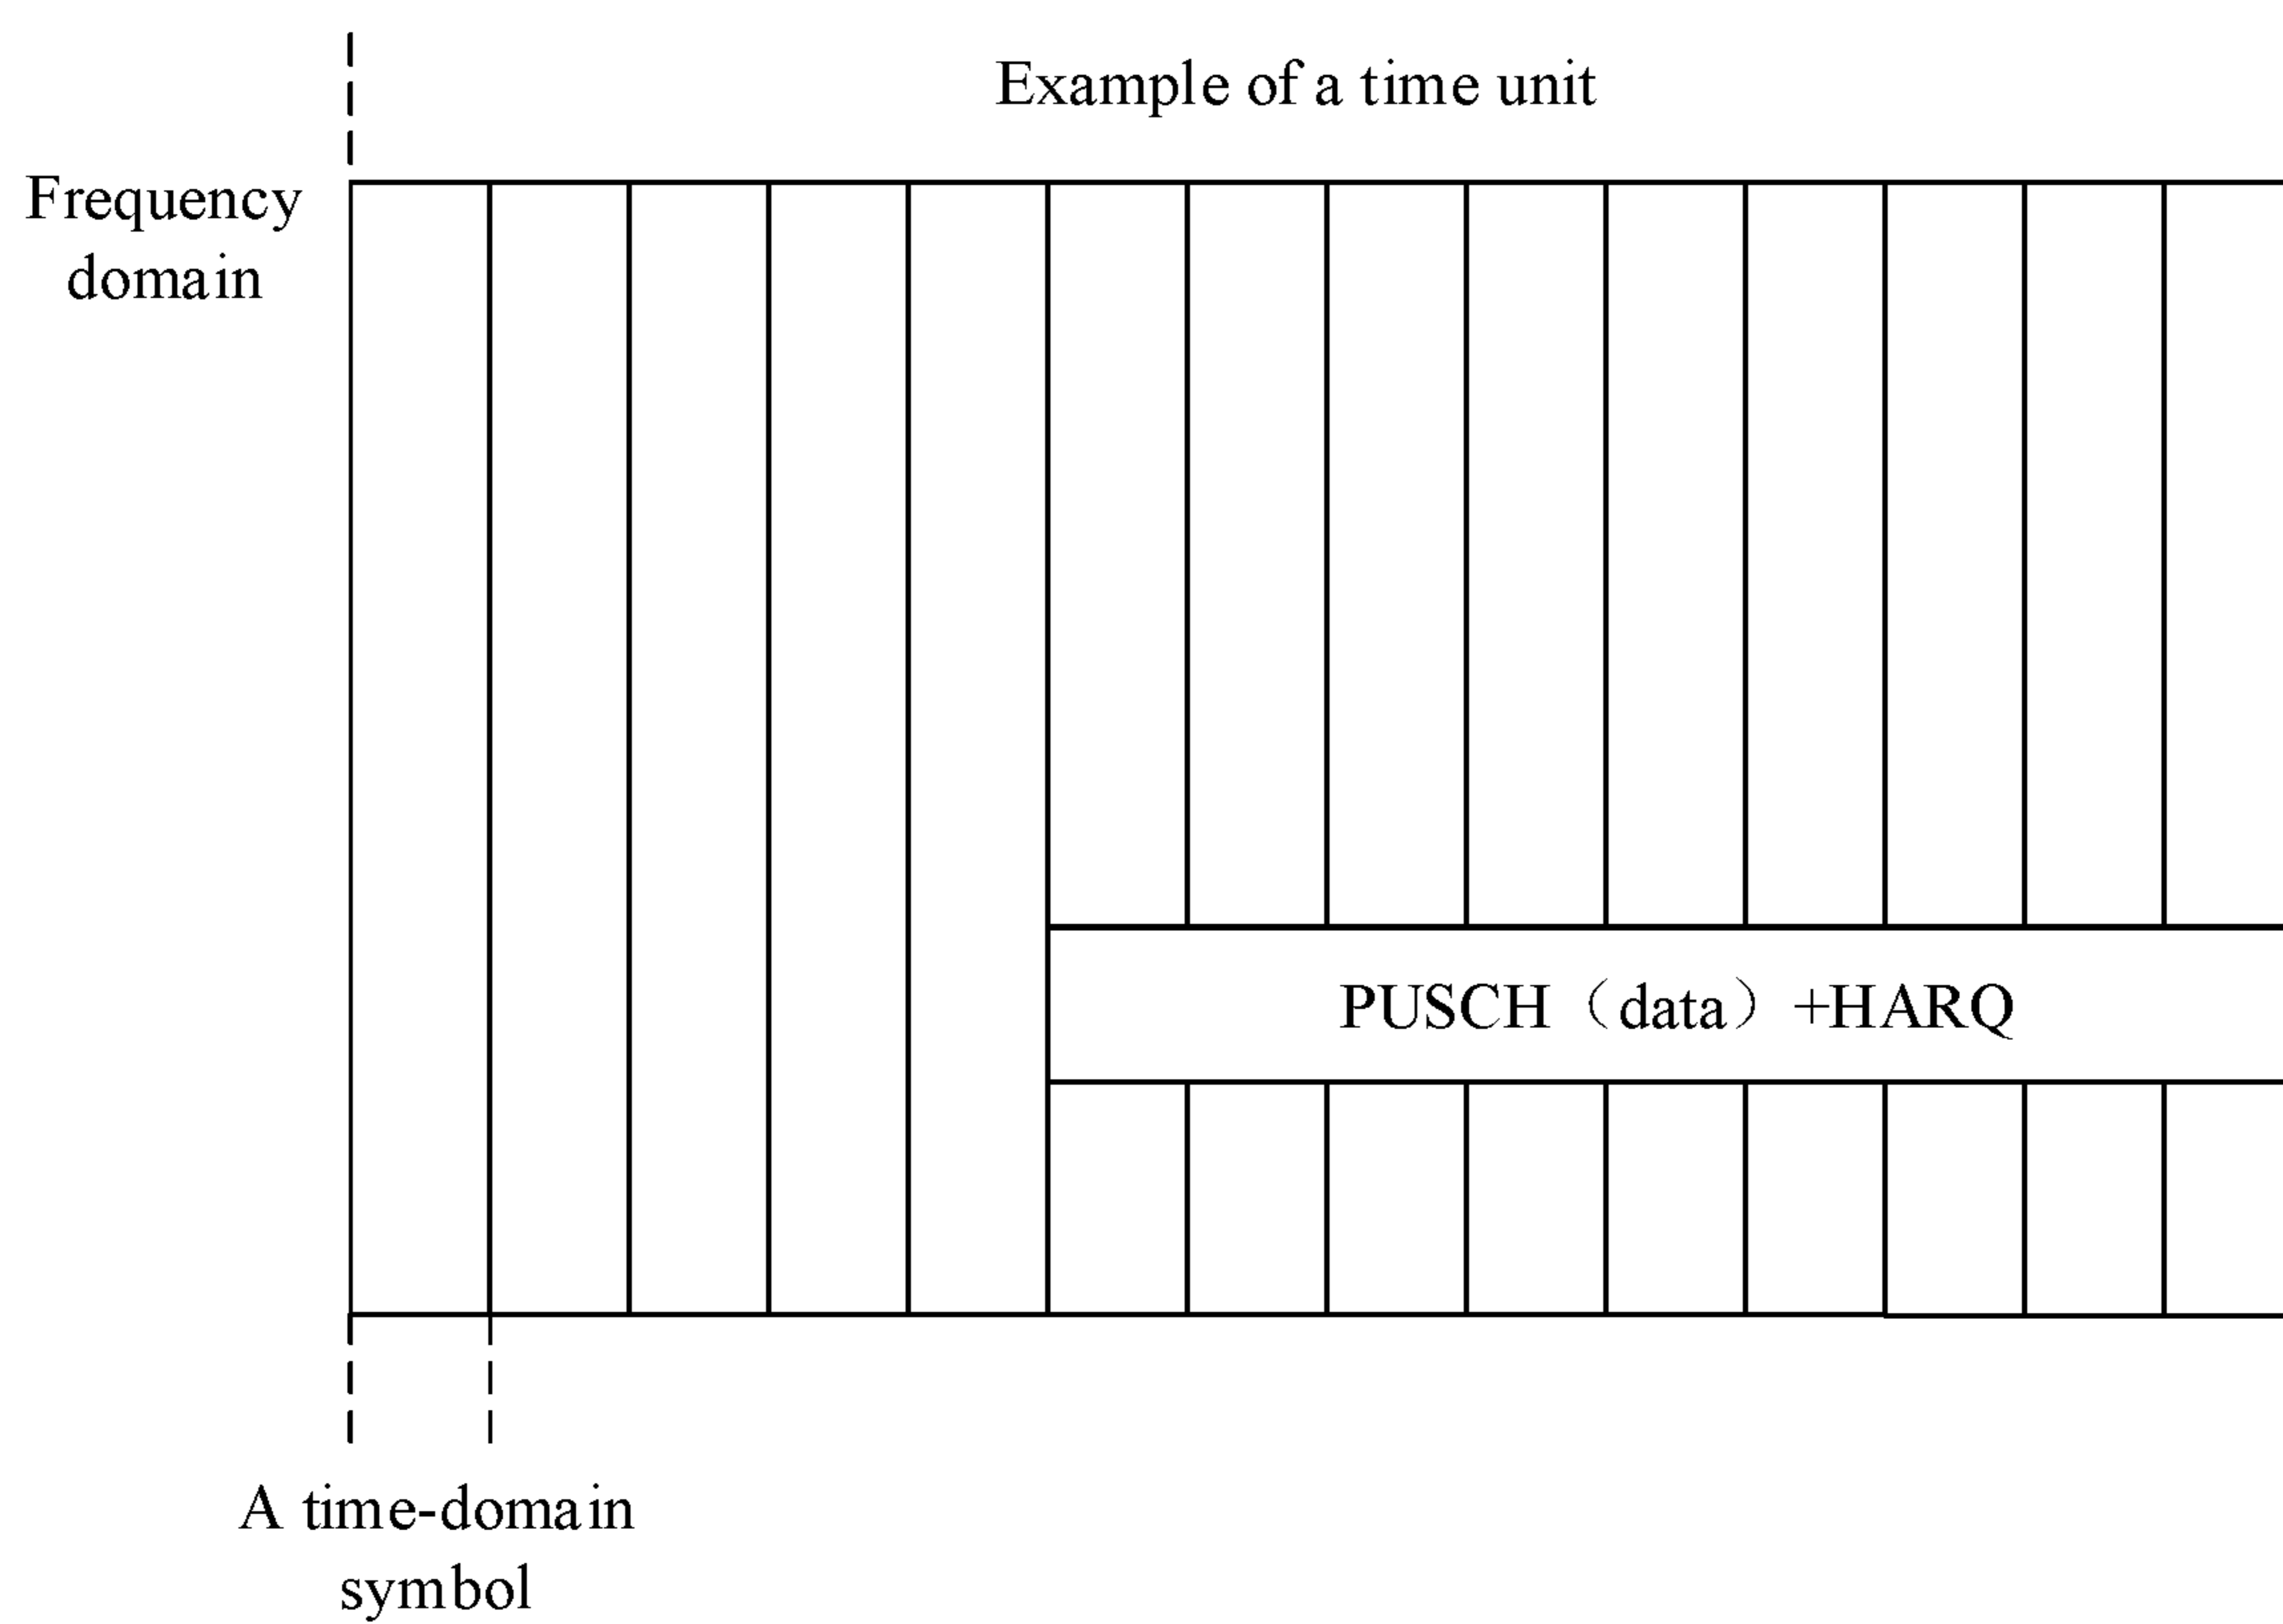 Example of a time unit
Frequency
domain
PUSCH（data）+HARQ
A time-domain
symbol